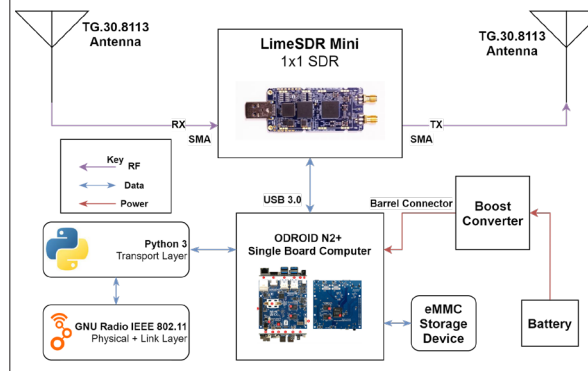 TG.30.8113
Antenna
LimeSDR Mini
1x1 SDR
TG.30.8113
Antenna
RX
SMA
TX
SMA
Key
RF
Data
Power
USB 3.0
Barrel Connector
Boost
Converter
Python 3
Transport Layer
ODROID N2+
Single Board Computer
GNU Radio IEEE 802.11
Physical + Link Layer
eMMC
Storage
Device
Battery